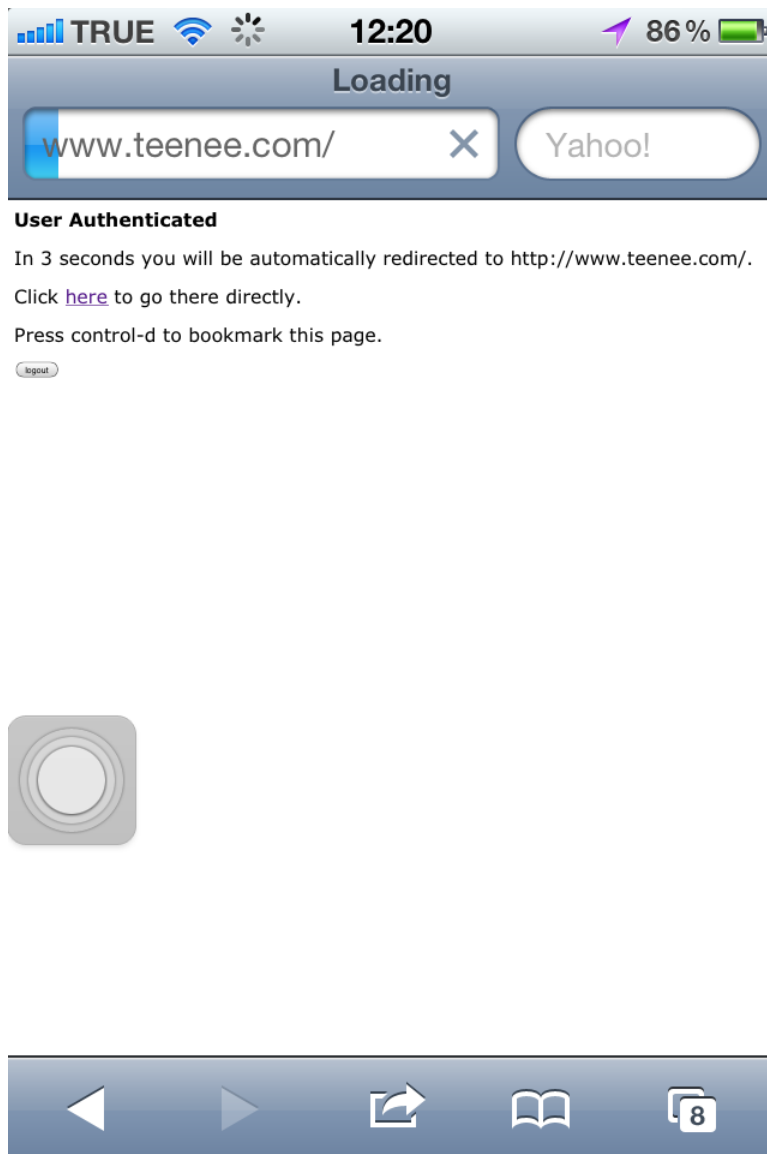 TRUE 12:20 86%
Loading
www.teenee.com/ Yahoo!
User Authenticated
In 3 seconds you will be automatically redirected to http://www.teenee.com/.
Click here to go there directly.
Press control-d to bookmark this page.
logout
8